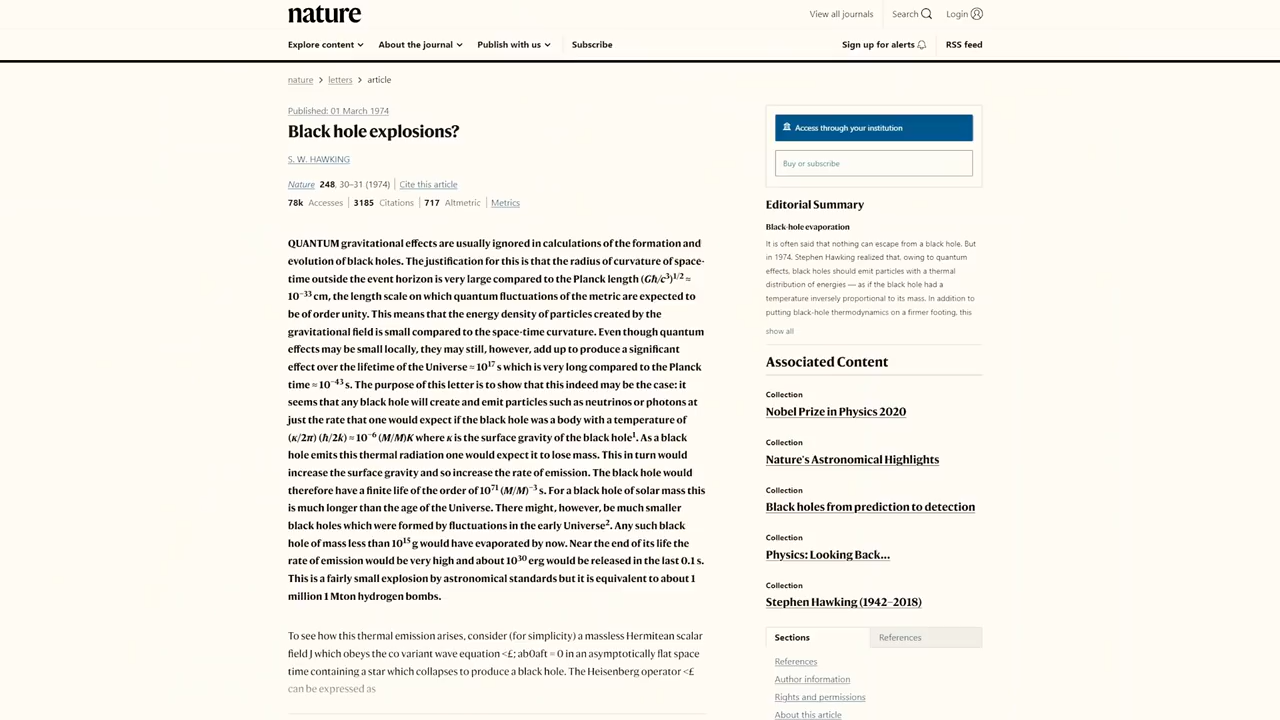 nature
View all journals
Search
Login
Explore content
About the journal
Publish with us
Subscribe
Sign up for alerts
RSS feed
nature > letters > article
Published: 01 March 1974
Black hole explosions?
S. W. HAWKING
Nature 248, 30–31 (1974) | Cite this article
78k Accesses | 3185 Citations | 717 Altmetric | Metrics
QUANTUM gravitational effects are usually ignored in calculations of the formation and
evolution of black holes. The justification for this is that the radius of curvature of space-
time outside the event horizon is very large compared to the Planck length (Għ/c³)^1/2 ≈
10⁻³³ cm, the length scale on which quantum fluctuations of the metric are expected to
be of order unity. This means that the energy density of particles created by the
gravitational field is small compared to the space-time curvature. Even though quantum
effects may be small locally, they may still, however, add up to produce a significant
effect over the lifetime of the Universe ≈ 10¹⁷ s which is very long compared to the Planck
time ≈ 10⁻⁴³ s. The purpose of this letter is to show that this indeed may be the case: it
seems that any black hole will create and emit particles such as neutrinos or photons at
just the rate that one would expect if the black hole was a body with a temperature of
(κ/2π) (ħ/2k) ≈ 10⁻⁶ (M/M)K where κ is the surface gravity of the black hole¹. As a black
hole emits this thermal radiation one would expect it to lose mass. This in turn would
increase the surface gravity and so increase the rate of emission. The black hole would
therefore have a finite life of the order of 10⁷¹ (M/M)⁻³ s. For a black hole of solar mass this
is much longer than the age of the Universe. There might, however, be much smaller
black holes which were formed by fluctuations in the early Universe². Any such black
hole of mass less than 10¹⁵ g would have evaporated by now. Near the end of its life the
rate of emission would be very high and about 10³⁰ erg would be released in the last 0.1 s.
This is a fairly small explosion by astronomical standards but it is equivalent to about 1
million 1 Mton hydrogen bombs.
To see how this thermal emission arises, consider (for simplicity) a massless Hermitean scalar
field J which obeys the co variant wave equation <£; ab0aft = 0 in an asymptotically flat space
time containing a star which collapses to produce a black hole. The Heisenberg operator <£
can be expressed as
Access through your institution
Buy or subscribe
Editorial Summary
Black-hole evaporation
It is often said that nothing can escape from a black hole. But
in 1974, Stephen Hawking realized that, owing to quantum
effects, black holes should emit particles with a thermal
distribution of energies — as if the black hole had a
temperature inversely proportional to its mass. In addition to
putting black-hole thermodynamics on a firmer footing, this
show all
Associated Content
Collection
Nobel Prize in Physics 2020
Collection
Nature's Astronomical Highlights
Collection
Black holes from prediction to detection
Collection
Physics: Looking Back...
Collection
Stephen Hawking (1942–2018)
Sections
References
References
Author information
Rights and permissions
About this article